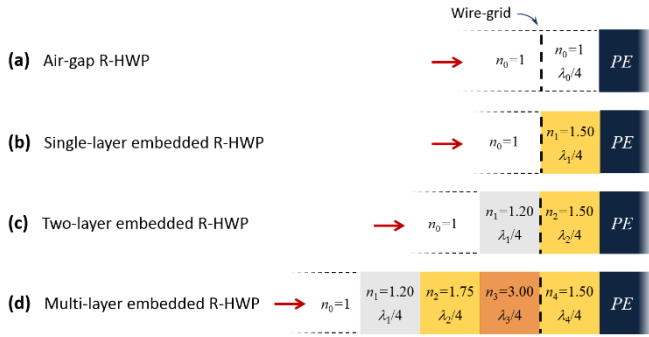 Wire-grid
(a) Air-gap R-HWP
n₀=1
n₀=1
λ₀/4
PE
(b) Single-layer embedded R-HWP
n₀=1
n₁=1.50
λ₁/4
PE
(c) Two-layer embedded R-HWP
n₀=1
n₁=1.20
λ₁/4
n₂=1.50
λ₂/4
PE
(d) Multi-layer embedded R-HWP
n₀=1
n₁=1.20
λ₁/4
n₂=1.75
λ₂/4
n₃=3.00
λ₃/4
n₄=1.50
λ₄/4
PE